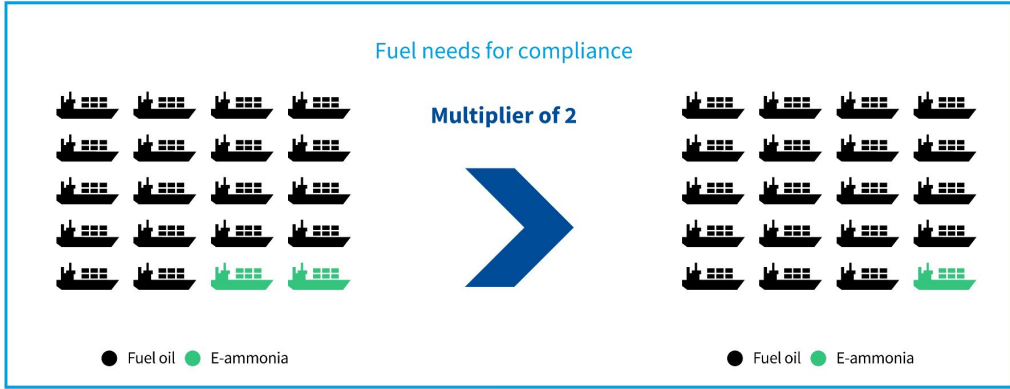 Fuel needs for compliance
Multiplier of 2
Fuel oil E-ammonia
Fuel oil E-ammonia